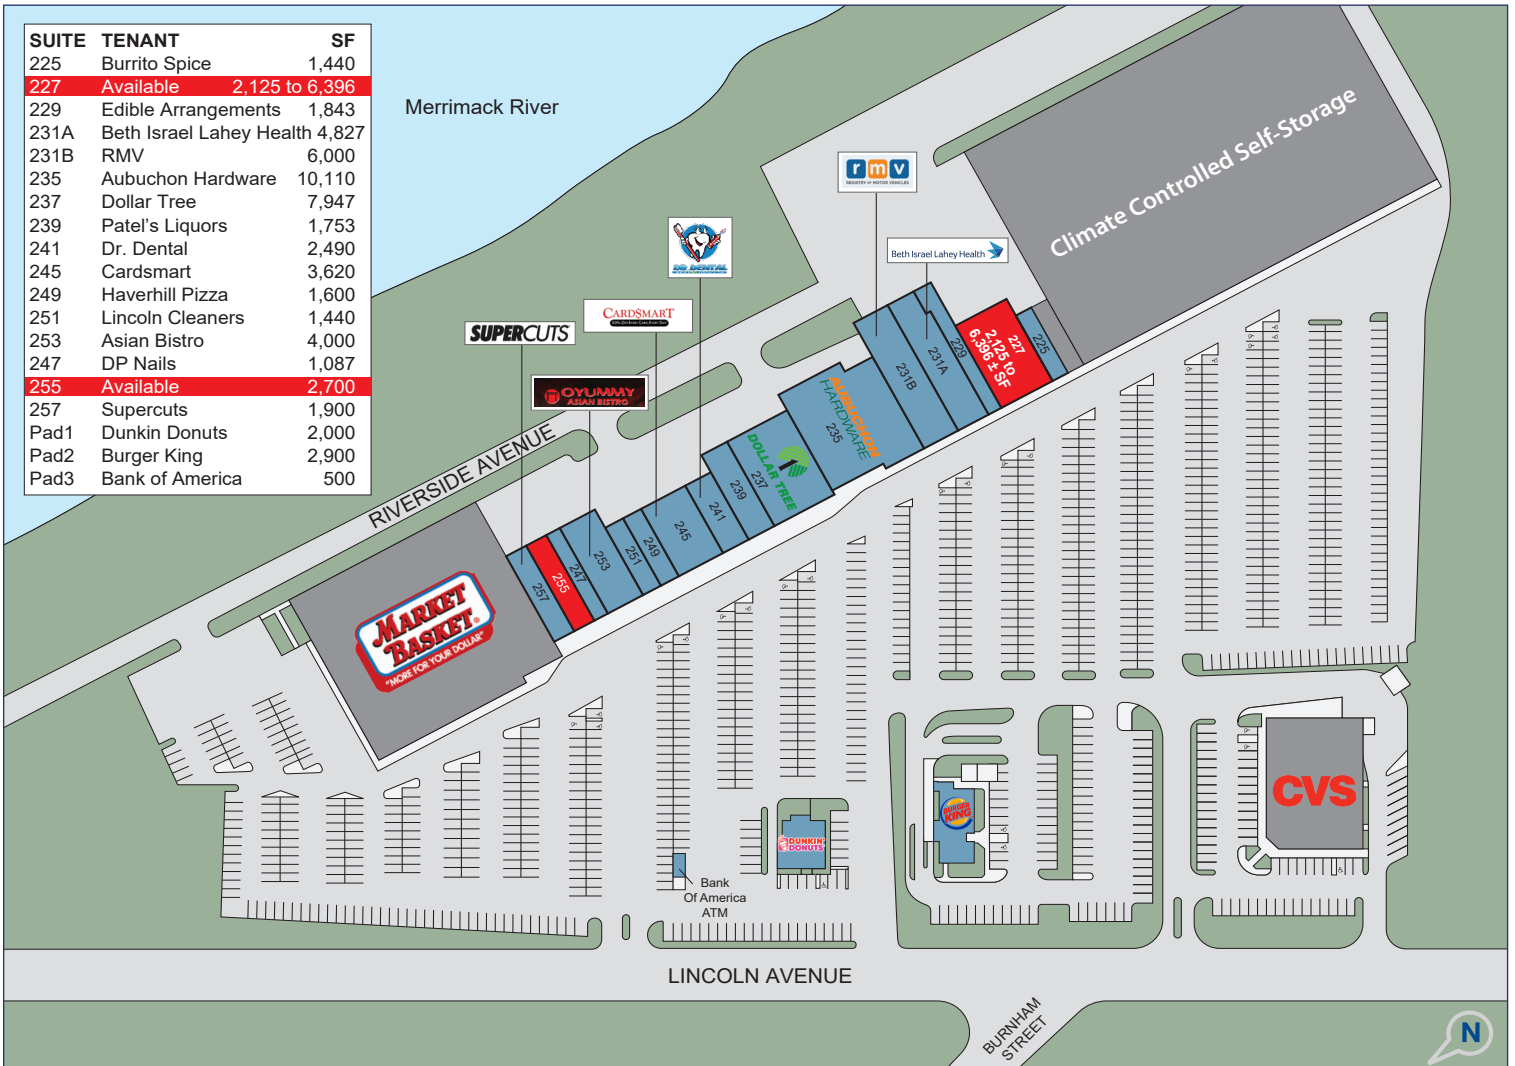 SUITE TENANT SF
225 Burrito Spice 1,440
227 Available 2,125 to 6,396
229 Edible Arrangements 1,843
231A Beth Israel Lahey Health 4,827
231B RMV 6,000
235 Aubuchon Hardware 10,110
237 Dollar Tree 7,947
239 Patel's Liquors 1,753
241 Dr. Dental 2,490
245 Cardsmart 3,620
249 Haverhill Pizza 1,600
251 Lincoln Cleaners 1,440
253 Asian Bistro 4,000
247 DP Nails 1,087
255 Available 2,700
257 Supercuts 1,900
Pad1 Dunkin Donuts 2,000
Pad2 Burger King 2,900
Pad3 Bank of America 500
Merrimack River
Climate Controlled Self-Storage
rmv
REGISTRY OF MOTOR VEHICLES
Beth Israel Lahey Health
DR. DENTAL
CARDSMART
SUPERCUTS
OYUMMY
ASIAN BISTRO
RIVERSIDE AVENUE
225
227
2,125 to
6,396 ± SF
229
231A
231B
AUBUCHON
HARDWARE
235
DOLLAR TREE
237
239
241
245
249
251
253
247
255
257
MARKET
BASKET
"MORE FOR YOUR DOLLAR"
BURGER
KING
CVS
DUNKIN'
DONUTS
Bank
Of America
ATM
LINCOLN AVENUE
BURNHAM
STREET
N